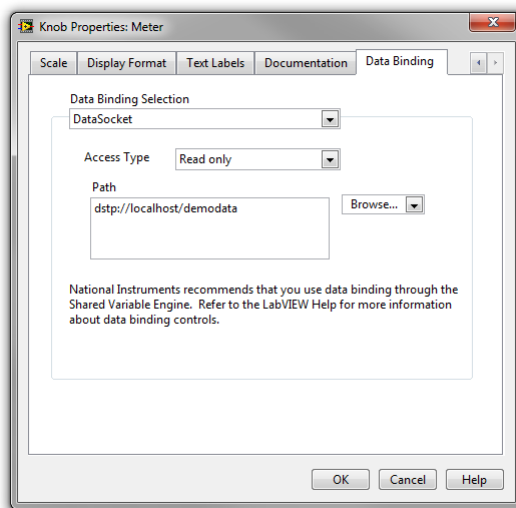 Knob Properties: Meter
Scale Display Format Text Labels Documentation Data Binding
Data Binding Selection
DataSocket
Access Type Read only
Path
dstp://localhost/demodata Browse...
National Instruments recommends that you use data binding through the
Shared Variable Engine. Refer to the LabVIEW Help for more information
about data binding controls.
OK Cancel Help